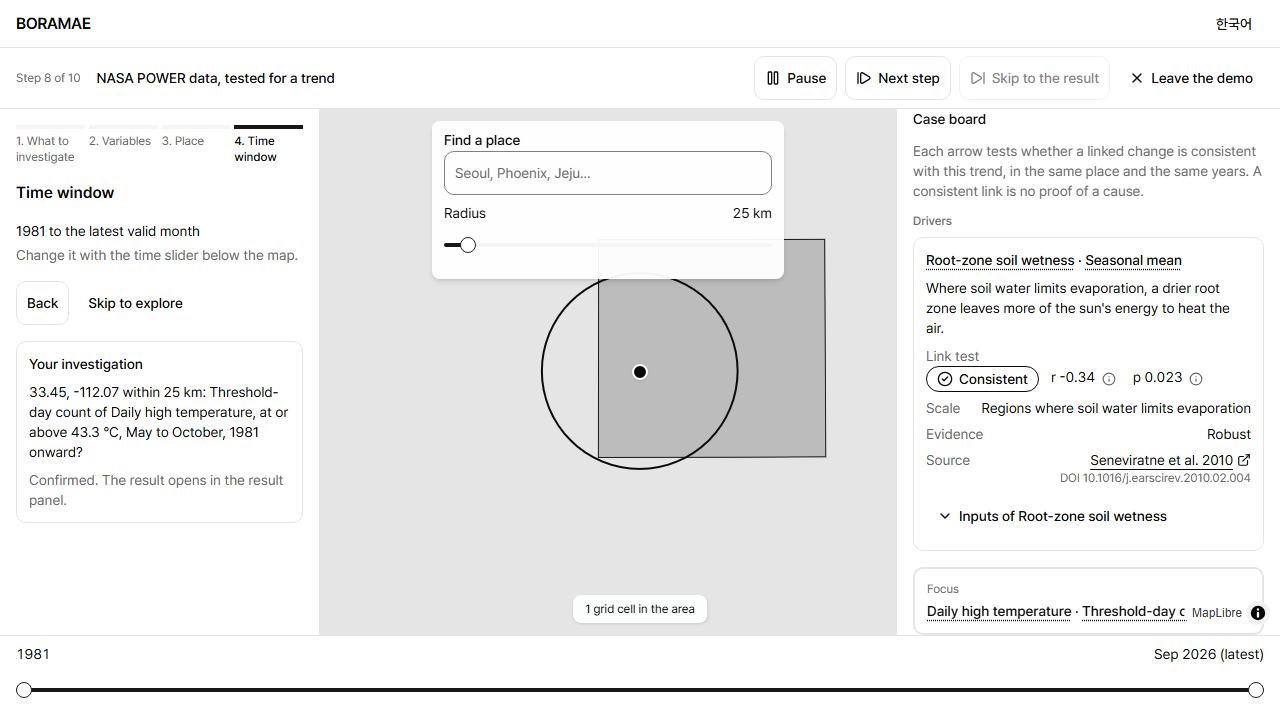 BORAMAE
한국어
Step 8 of 10
NASA POWER data, tested for a trend
Pause
Next step
Skip to the result
Leave the demo
1. What to
investigate
2. Variables
3. Place
4. Time
window
Time window
1981 to the latest valid month
Change it with the time slider below the map.
Back
Skip to explore
Your investigation
33.45, -112.07 within 25 km: Threshold-
day count of Daily high temperature, at or
above 43.3 °C, May to October, 1981
onward?
Confirmed. The result opens in the result
panel.
Find a place
Seoul, Phoenix, Jeju...
Radius
25 km
1 grid cell in the area
Case board
Each arrow tests whether a linked change is consistent
with this trend, in the same place and the same years. A
consistent link is no proof of a cause.
Drivers
Root-zone soil wetness · Seasonal mean
Where soil water limits evaporation, a drier root
zone leaves more of the sun's energy to heat the
air.
Link test
Consistent
r -0.34
p 0.023
Scale
Regions where soil water limits evaporation
Evidence
Robust
Source
Seneviratne et al. 2010
DOI 10.1016/j.earscirev.2010.02.004
Inputs of Root-zone soil wetness
Focus
Daily high temperature · Threshold-day c
MapLibre
1981
Sep 2026 (latest)